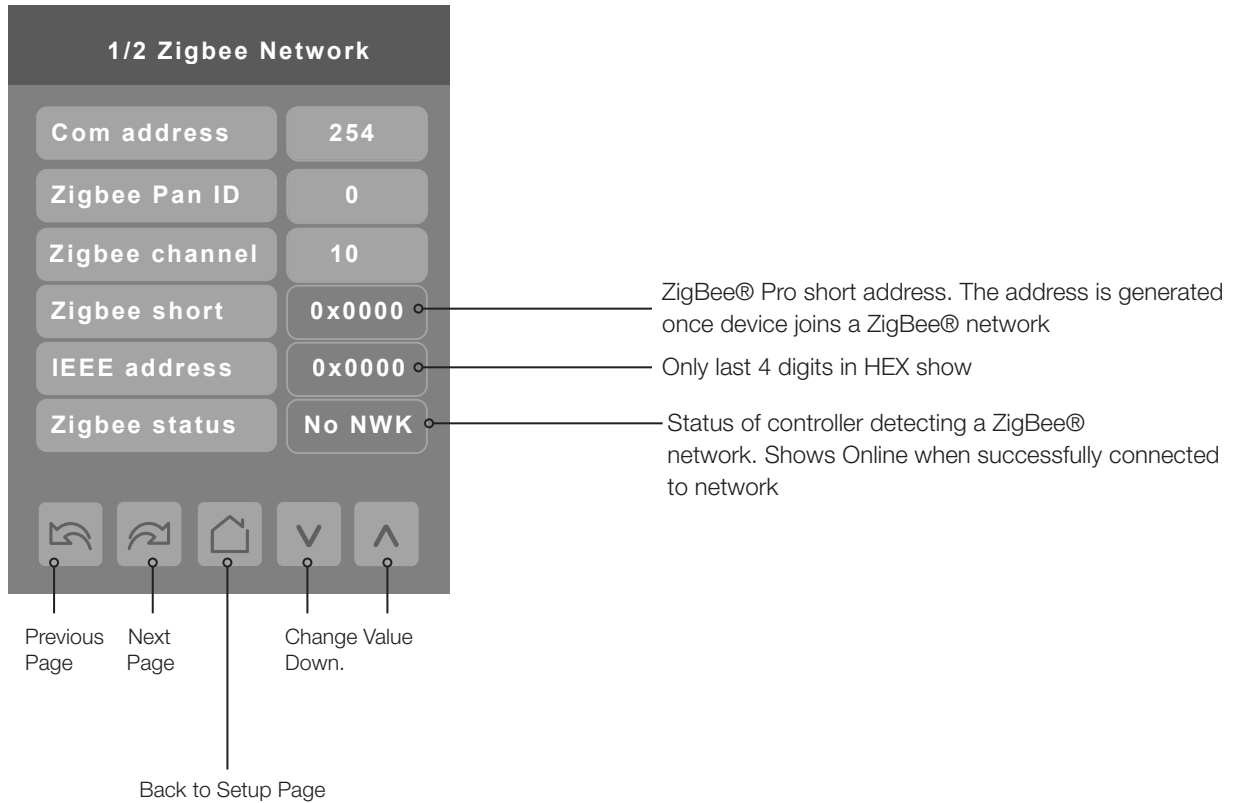 1/2 Zigbee Network
Com address 254
Zigbee Pan ID 0
Zigbee channel 10
Zigbee short 0x0000
IEEE address 0x0000
Zigbee status No NWK
ZigBee® Pro short address. The address is generated
once device joins a ZigBee® network
Only last 4 digits in HEX show
Status of controller detecting a ZigBee®
network. Shows Online when successfully connected
to network
Previous
Page
Next
Page
Change Value
Down.
Back to Setup Page